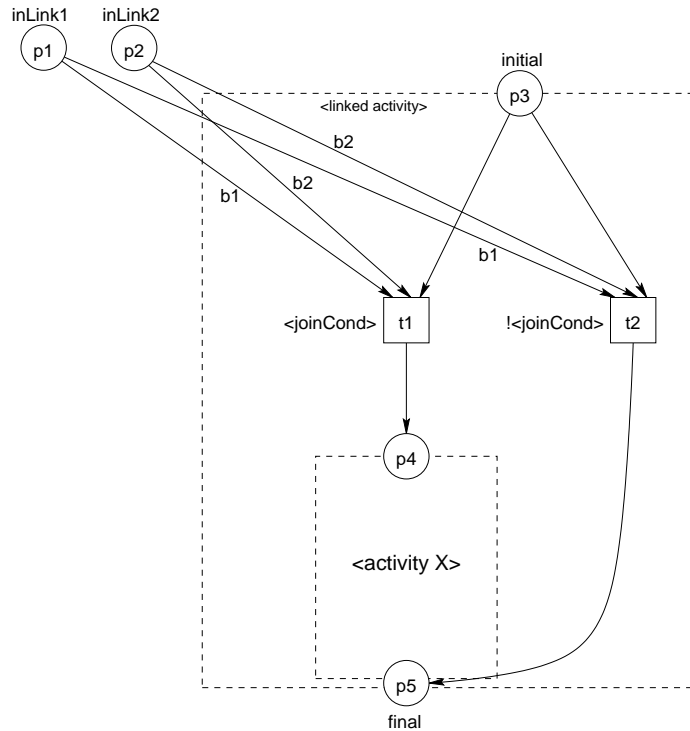 inLink1 inLink2
p1 p2
initial
p3
<linked activity>
b2
b2
b1
b1
<joinCond> t1 !<joinCond> t2
p4
<activity X>
p5
final